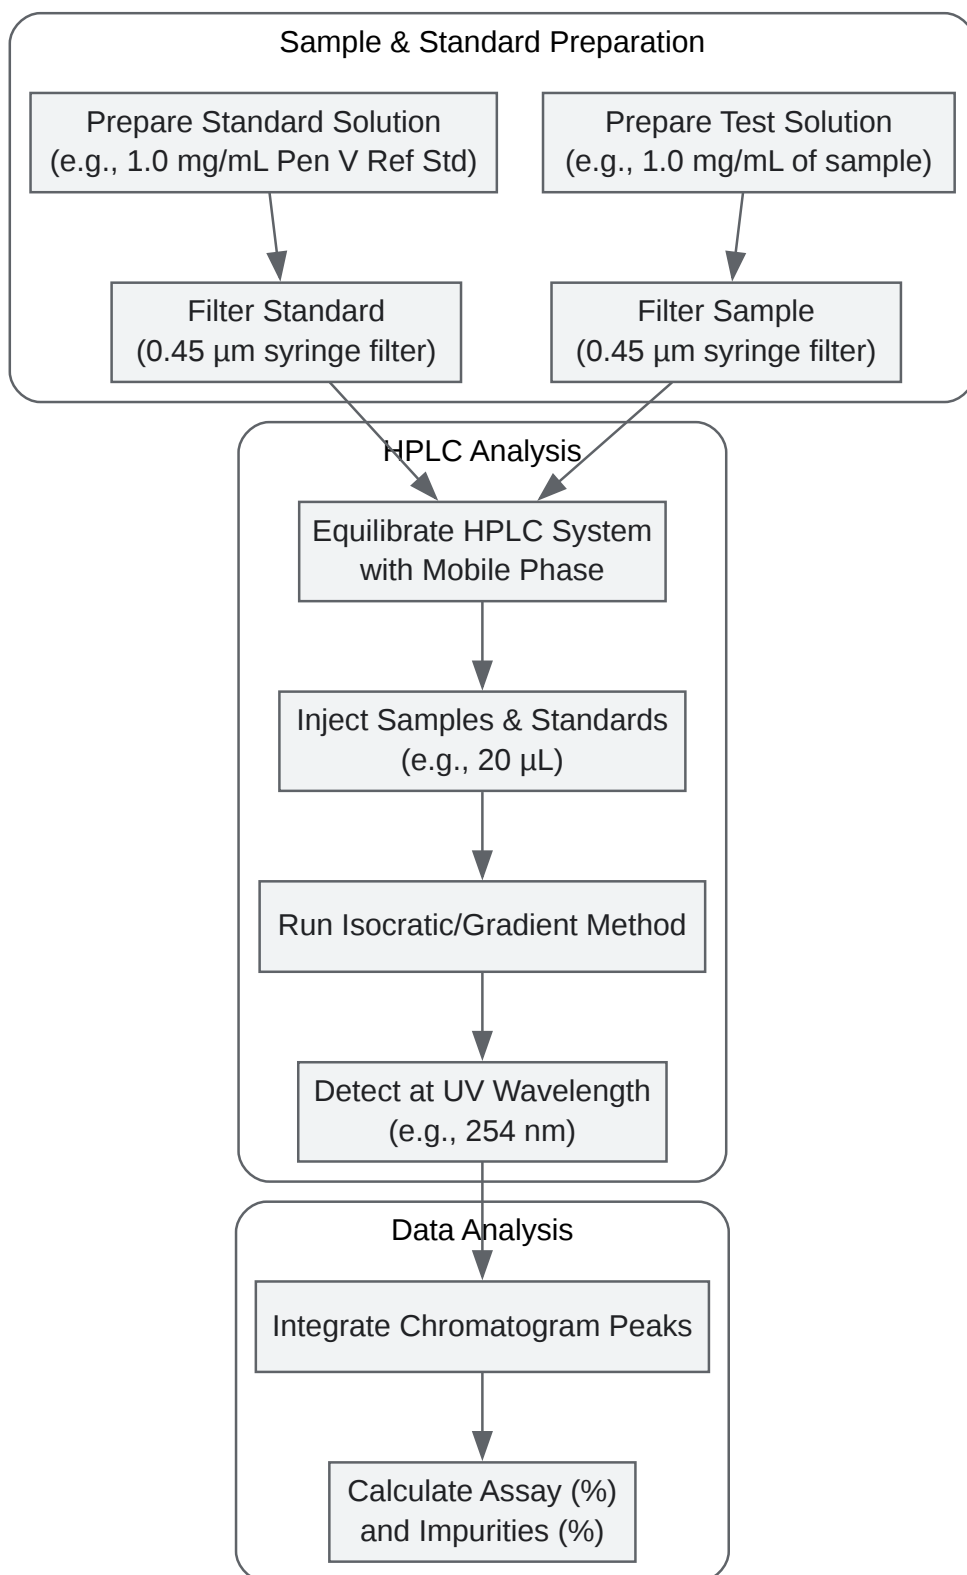 Sample & Standard Preparation
Prepare Standard Solution
(e.g., 1.0 mg/mL Pen V Ref Std)
Prepare Test Solution
(e.g., 1.0 mg/mL of sample)
Filter Standard
(0.45 µm syringe filter)
Filter Sample
(0.45 µm syringe filter)
HPLC Analysis
Equilibrate HPLC System
with Mobile Phase
Inject Samples & Standards
(e.g., 20 µL)
Run Isocratic/Gradient Method
Detect at UV Wavelength
(e.g., 254 nm)
Data Analysis
Integrate Chromatogram Peaks
Calculate Assay (%)
and Impurities (%)